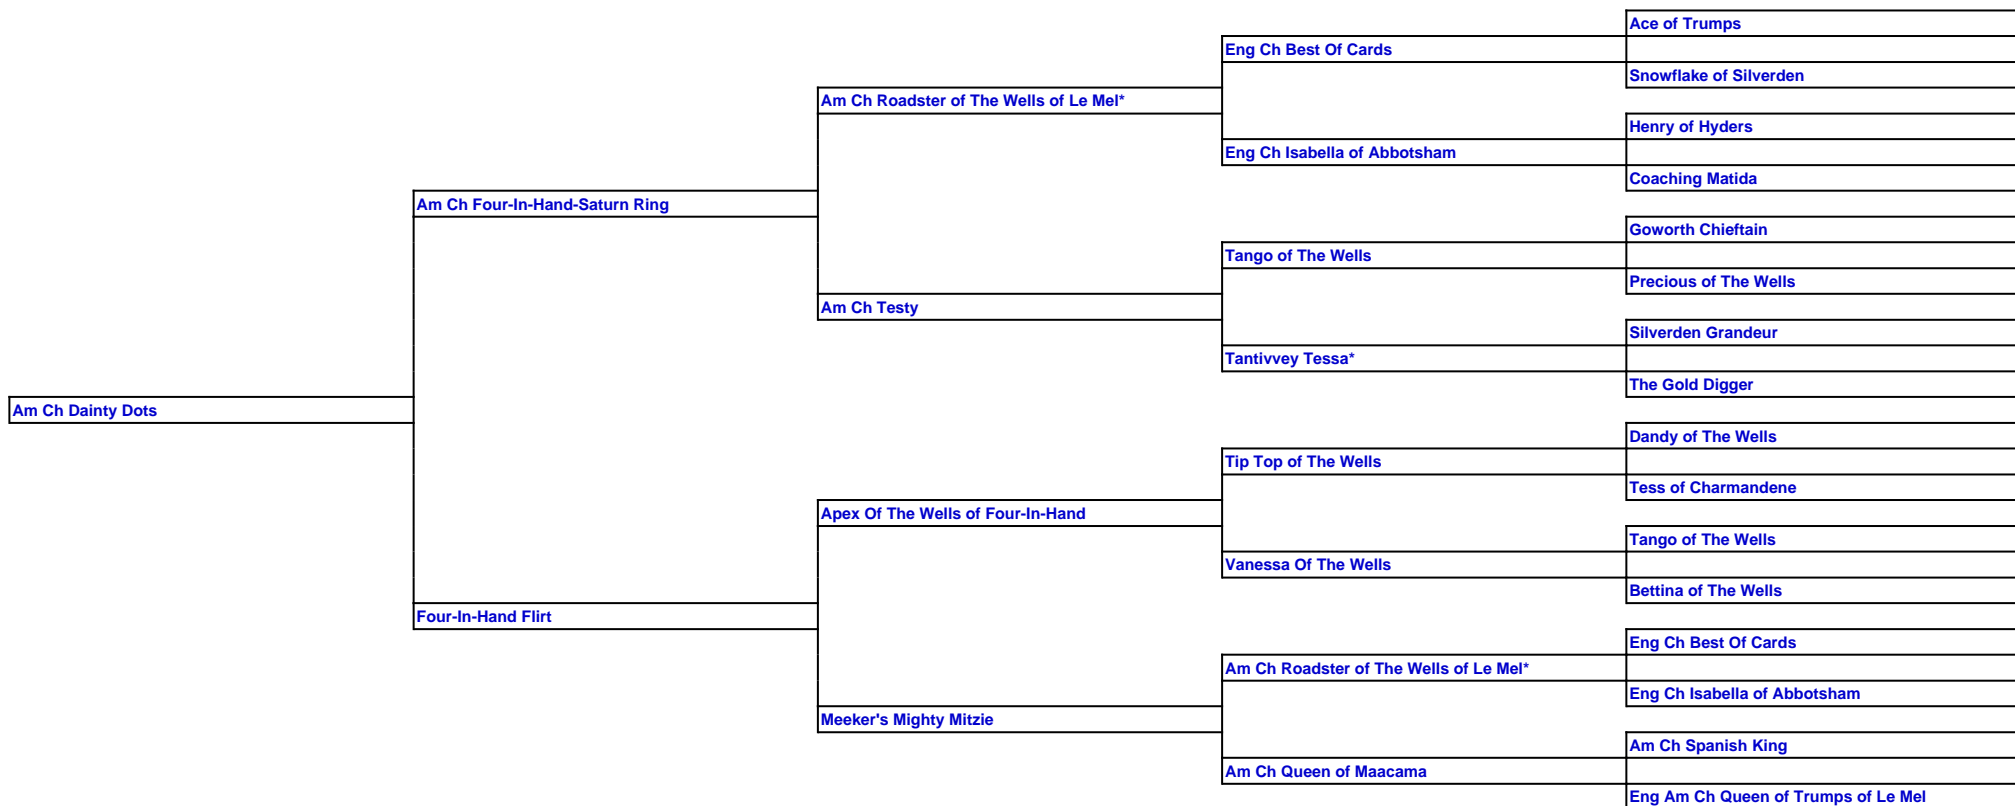 Ace of Trumps
Eng Ch Best Of Cards
Snowflake of Silverden
Am Ch Roadster of The Wells of Le Mel*
Henry of Hyders
Eng Ch Isabella of Abbotsham
Coaching Matida
Am Ch Four-In-Hand-Saturn Ring
Goworth Chieftain
Tango of The Wells
Precious of The Wells
Am Ch Testy
Silverden Grandeur
Tantivvey Tessa*
The Gold Digger
Am Ch Dainty Dots
Dandy of The Wells
Tip Top of The Wells
Tess of Charmandene
Apex Of The Wells of Four-In-Hand
Tango of The Wells
Vanessa Of The Wells
Bettina of The Wells
Four-In-Hand Flirt
Eng Ch Best Of Cards
Am Ch Roadster of The Wells of Le Mel*
Eng Ch Isabella of Abbotsham
Meeker's Mighty Mitzie
Am Ch Spanish King
Am Ch Queen of Maacama
Eng Am Ch Queen of Trumps of Le Mel